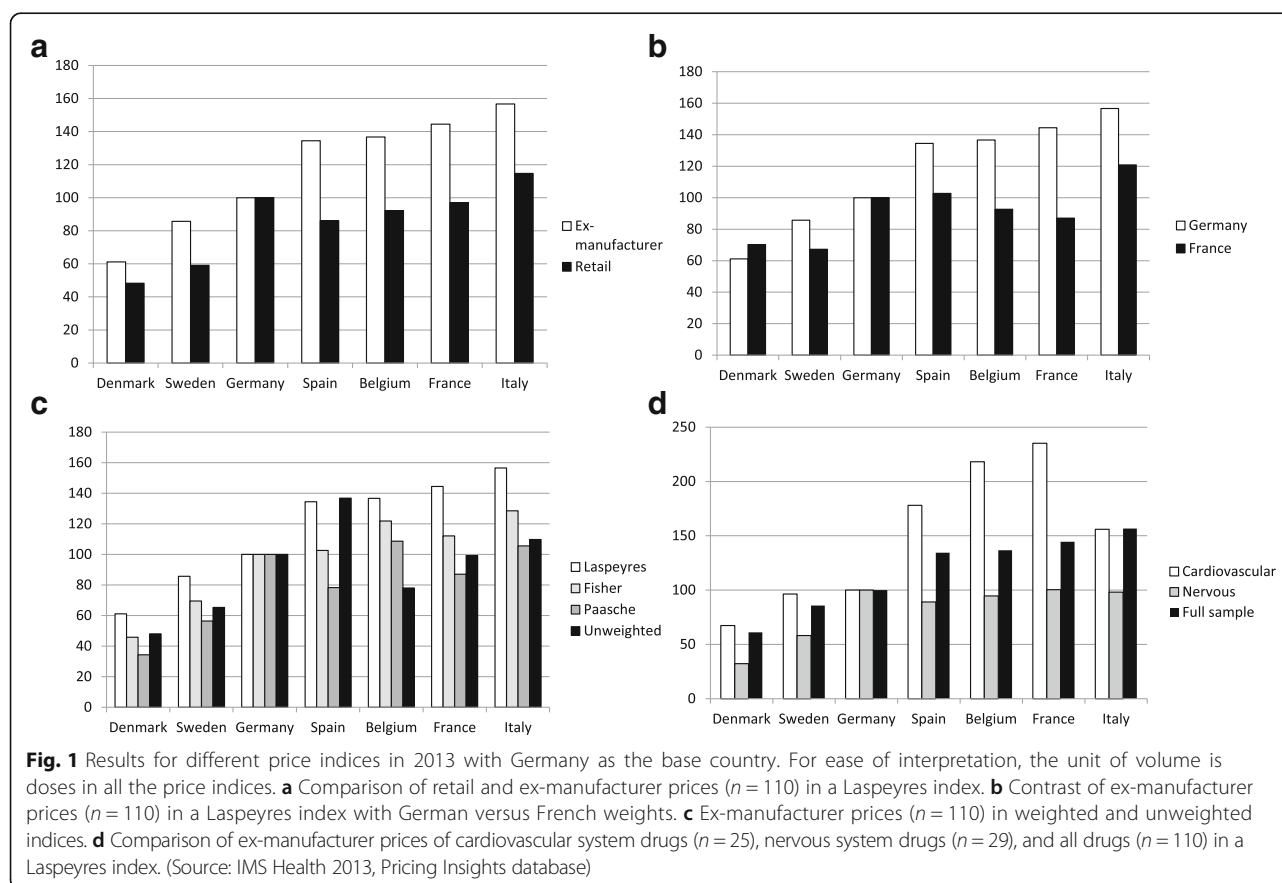 a
180
160
140
120
100
80
60
40
20
0
Denmark Sweden Germany Spain Belgium France Italy
Ex-
manufacturer
Retail
b
180
160
140
120
100
80
60
40
20
0
Denmark Sweden Germany Spain Belgium France Italy
Germany
France
c
180
160
140
120
100
80
60
40
20
0
Denmark Sweden Germany Spain Belgium France Italy
Laspeyres
Fisher
Paasche
Unweighted
d
250
200
150
100
50
0
Denmark Sweden Germany Spain Belgium France Italy
Cardiovascular
Nervous
Full sample
Fig. 1 Results for different price indices in 2013 with Germany as the base country. For ease of interpretation, the unit of volume is
doses in all the price indices. a Comparison of retail and ex-manufacturer prices (n = 110) in a Laspeyres index. b Contrast of ex-manufacturer
prices (n = 110) in a Laspeyres index with German versus French weights. c Ex-manufacturer prices (n = 110) in weighted and unweighted
indices. d Comparison of ex-manufacturer prices of cardiovascular system drugs (n = 25), nervous system drugs (n = 29), and all drugs (n = 110) in a
Laspeyres index. (Source: IMS Health 2013, Pricing Insights database)